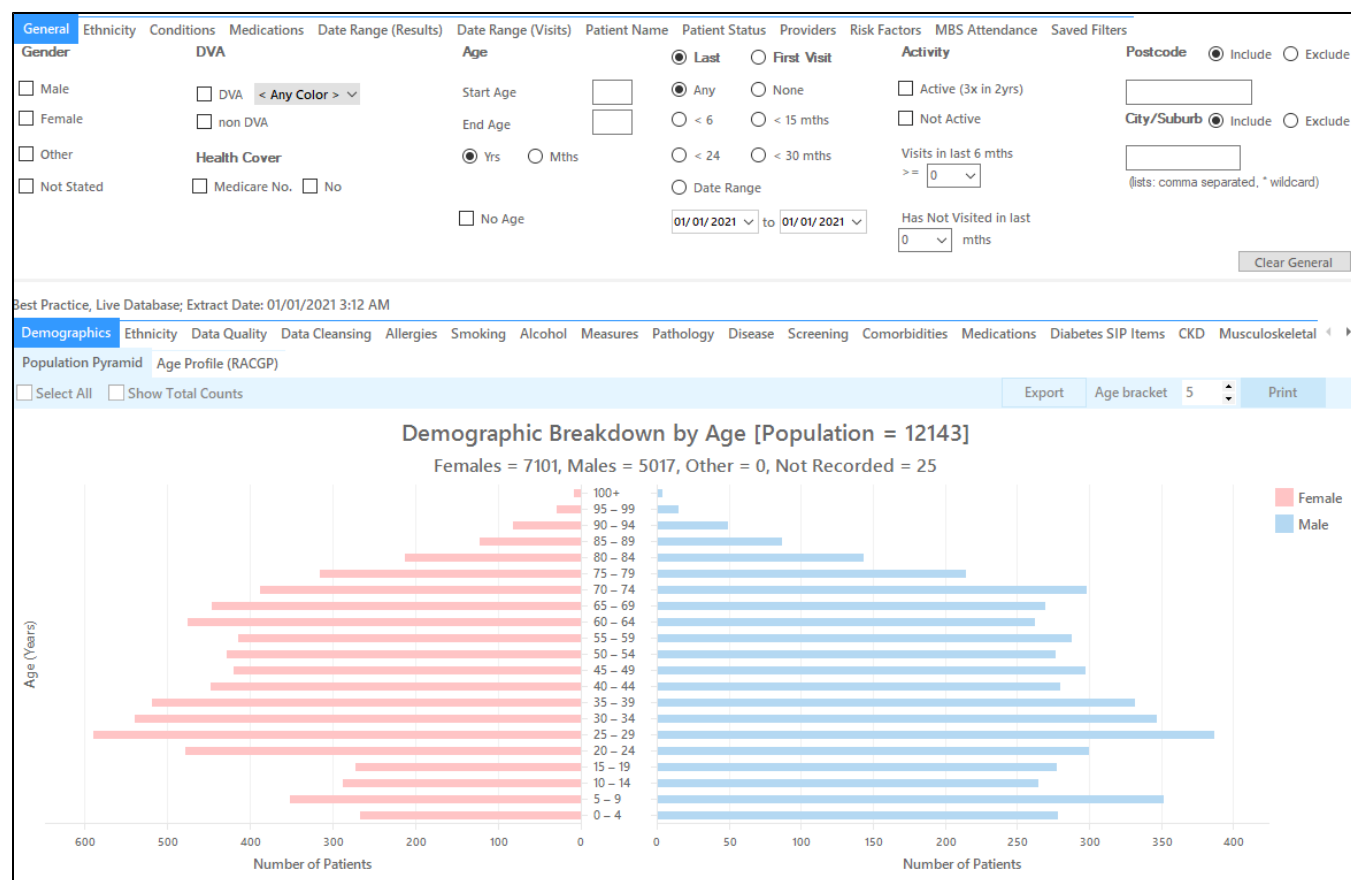 General Ethnicity Conditions Medications Date Range (Results) Date Range (Visits) Patient Name Patient Status Providers Risk Factors MBS Attendance Saved Filters
Gender DVA Age Last First Visit Activity Postcode Include Exclude
Male DVA < Any Color > Start Age Any None Active (3x in 2yrs)
Female non DVA End Age < 6 < 15 mths Not Active City/Suburb Include Exclude
Other Health Cover Yrs Mths < 24 < 30 mths Visits in last 6 mths
>= 0
Not Stated Medicare No. No Date Range (lists: comma separated, * wildcard)
No Age 01/01/2021 to 01/01/2021 Has Not Visited in last
0 mths
Clear General
Best Practice, Live Database; Extract Date: 01/01/2021 3:12 AM
Demographics Ethnicity Data Quality Data Cleansing Allergies Smoking Alcohol Measures Pathology Disease Screening Comorbidities Medications Diabetes SIP Items CKD Musculoskeletal
Population Pyramid Age Profile (RACGP)
Select All Show Total Counts Export Age bracket 5 Print
Demographic Breakdown by Age [Population = 12143]
Females = 7101, Males = 5017, Other = 0, Not Recorded = 25
Female
Male
Age (Years)
100+
95 – 99
90 – 94
85 – 89
80 – 84
75 – 79
70 – 74
65 – 69
60 – 64
55 – 59
50 – 54
45 – 49
40 – 44
35 – 39
30 – 34
25 – 29
20 – 24
15 – 19
10 – 14
5 – 9
0 – 4
600 500 400 300 200 100 0 0 50 100 150 200 250 300 350 400
Number of Patients Number of Patients